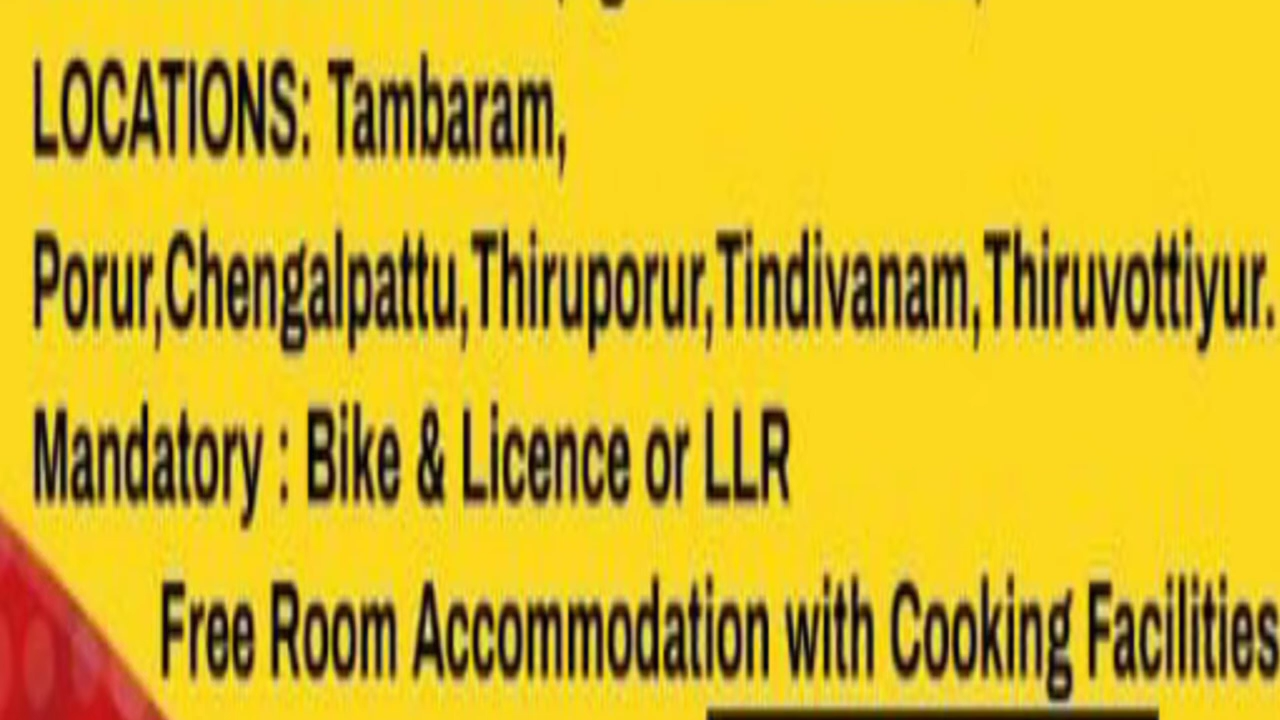 LOCATIONS: Tambaram,
Porur,Chengalpattu,Thiruporur,Tindivanam,Thiruvottiyur.
Mandatory : Bike & Licence or LLR
Free Room Accommodation with Cooking Facilities